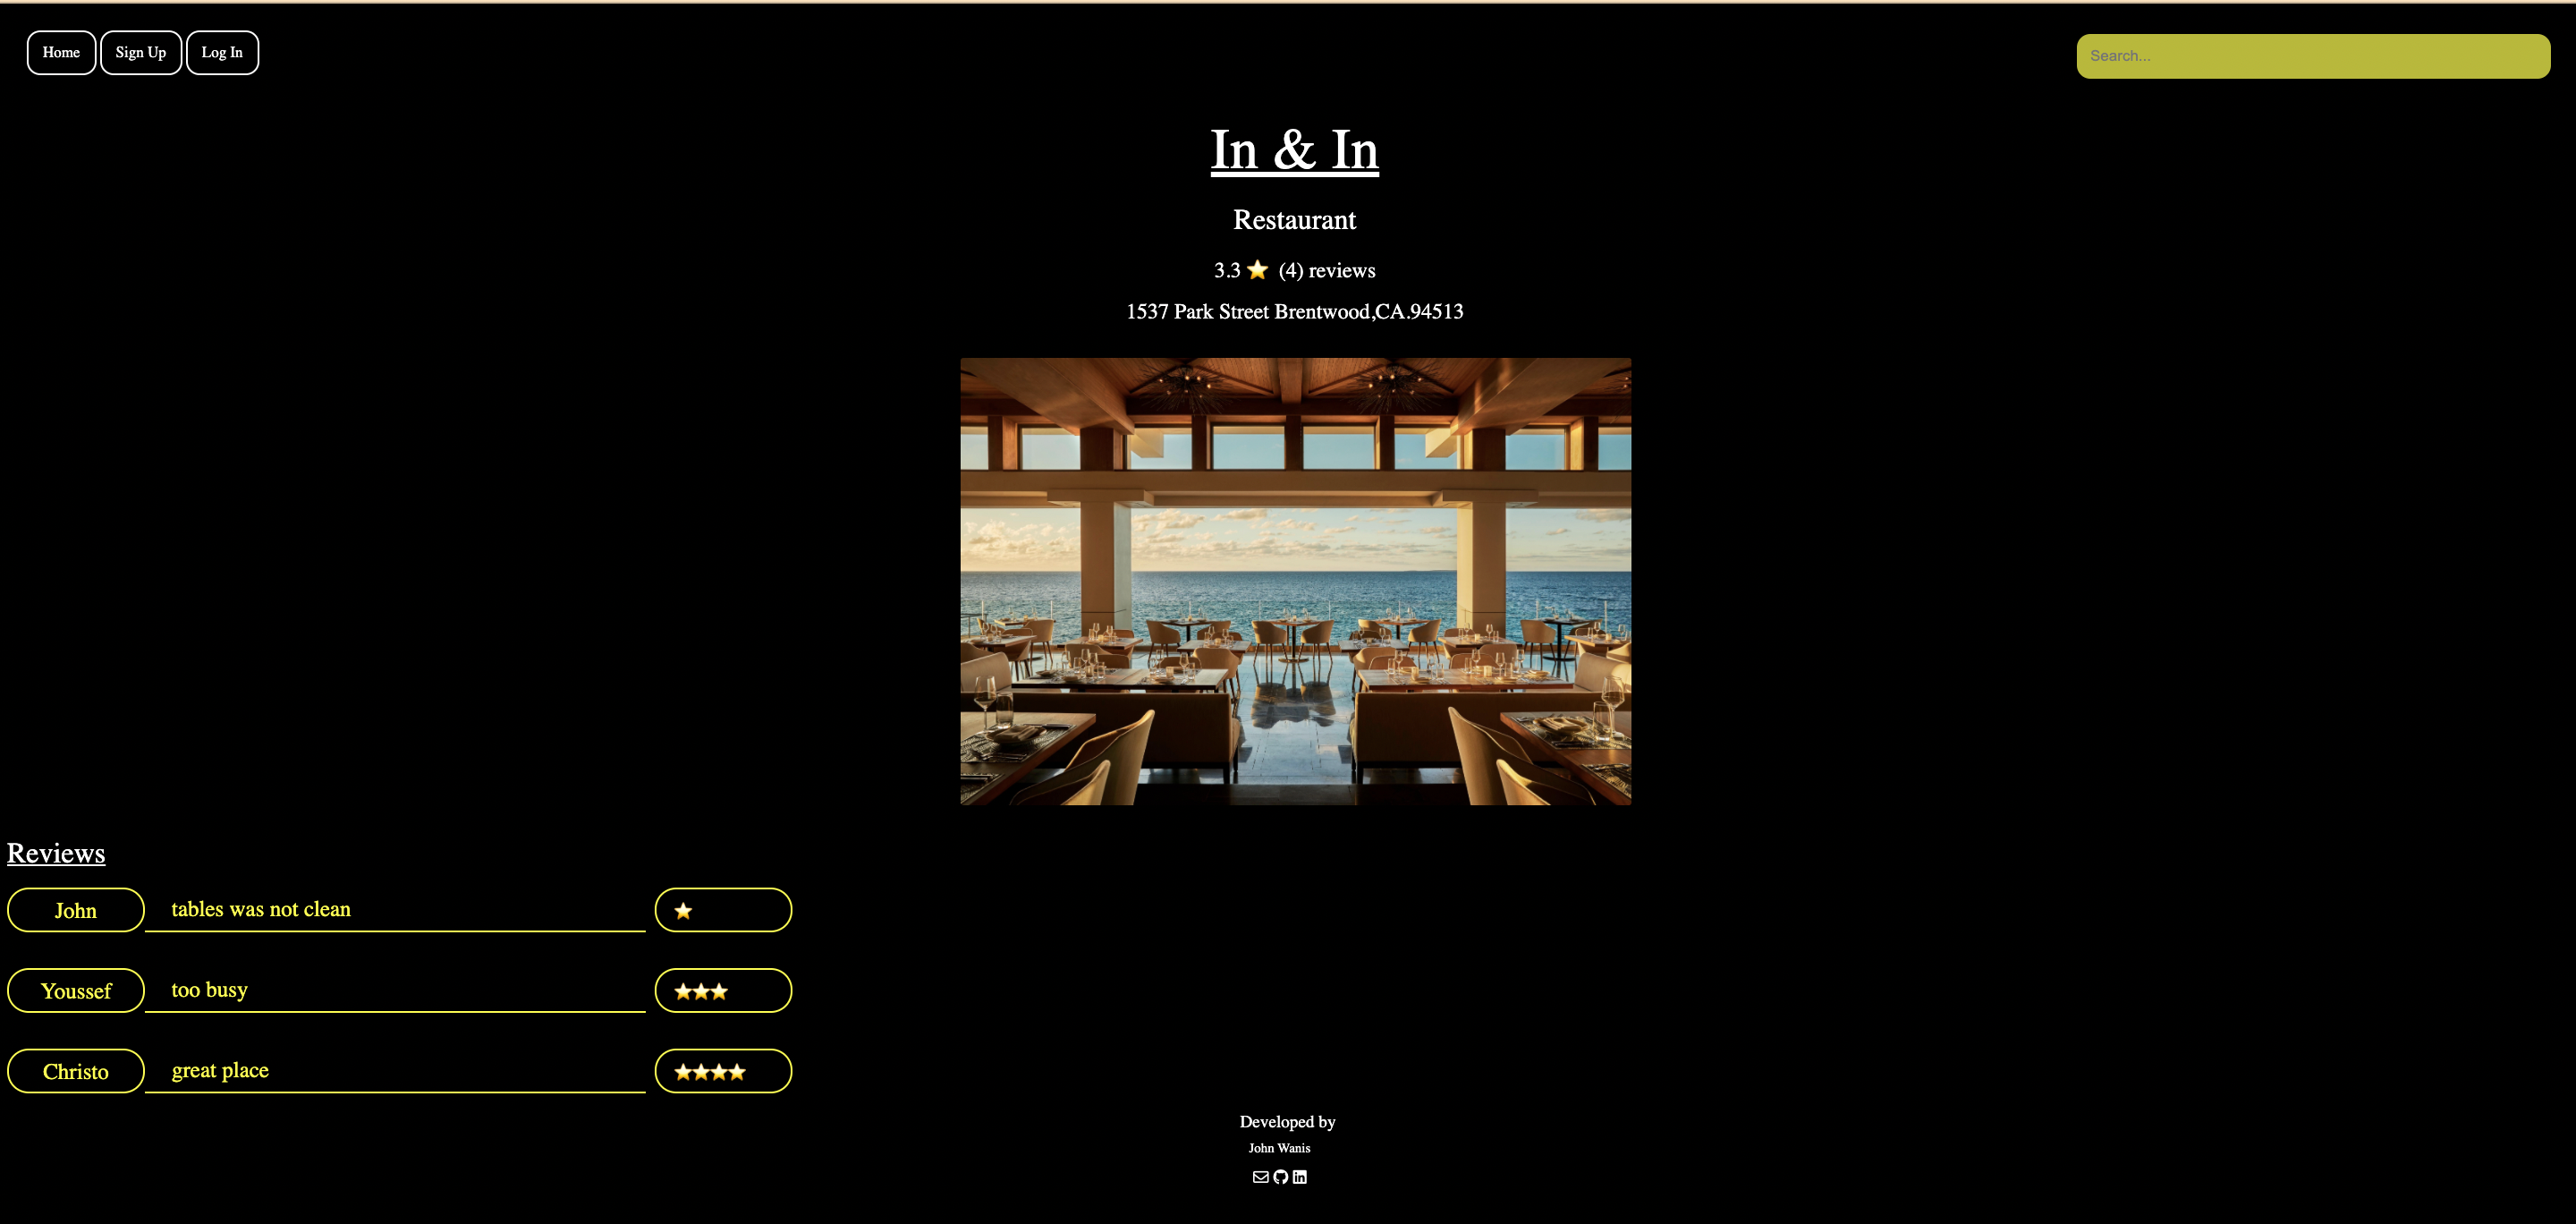 Home Sign Up Log In Search...
In & In
Restaurant
3.3 ⭐ (4) reviews
1537 Park Street Brentwood,CA.94513
Reviews
John tables was not clean ⭐
Youssef too busy ⭐⭐⭐
Christo great place ⭐⭐⭐⭐
Developed by
John Wanis